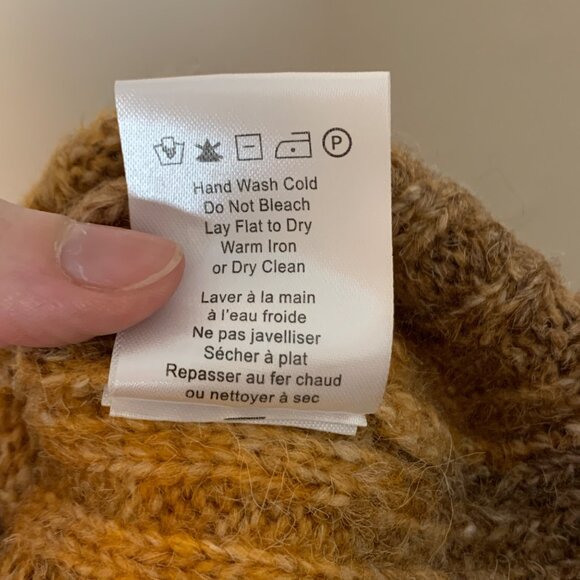 P
Hand Wash Cold
Do Not Bleach
Lay Flat to Dry
Warm Iron
or Dry Clean
Laver à la main
à l'eau froide
Ne pas javelliser
Sécher à plat
Repasser au fer chaud
ou nettoyer à sec